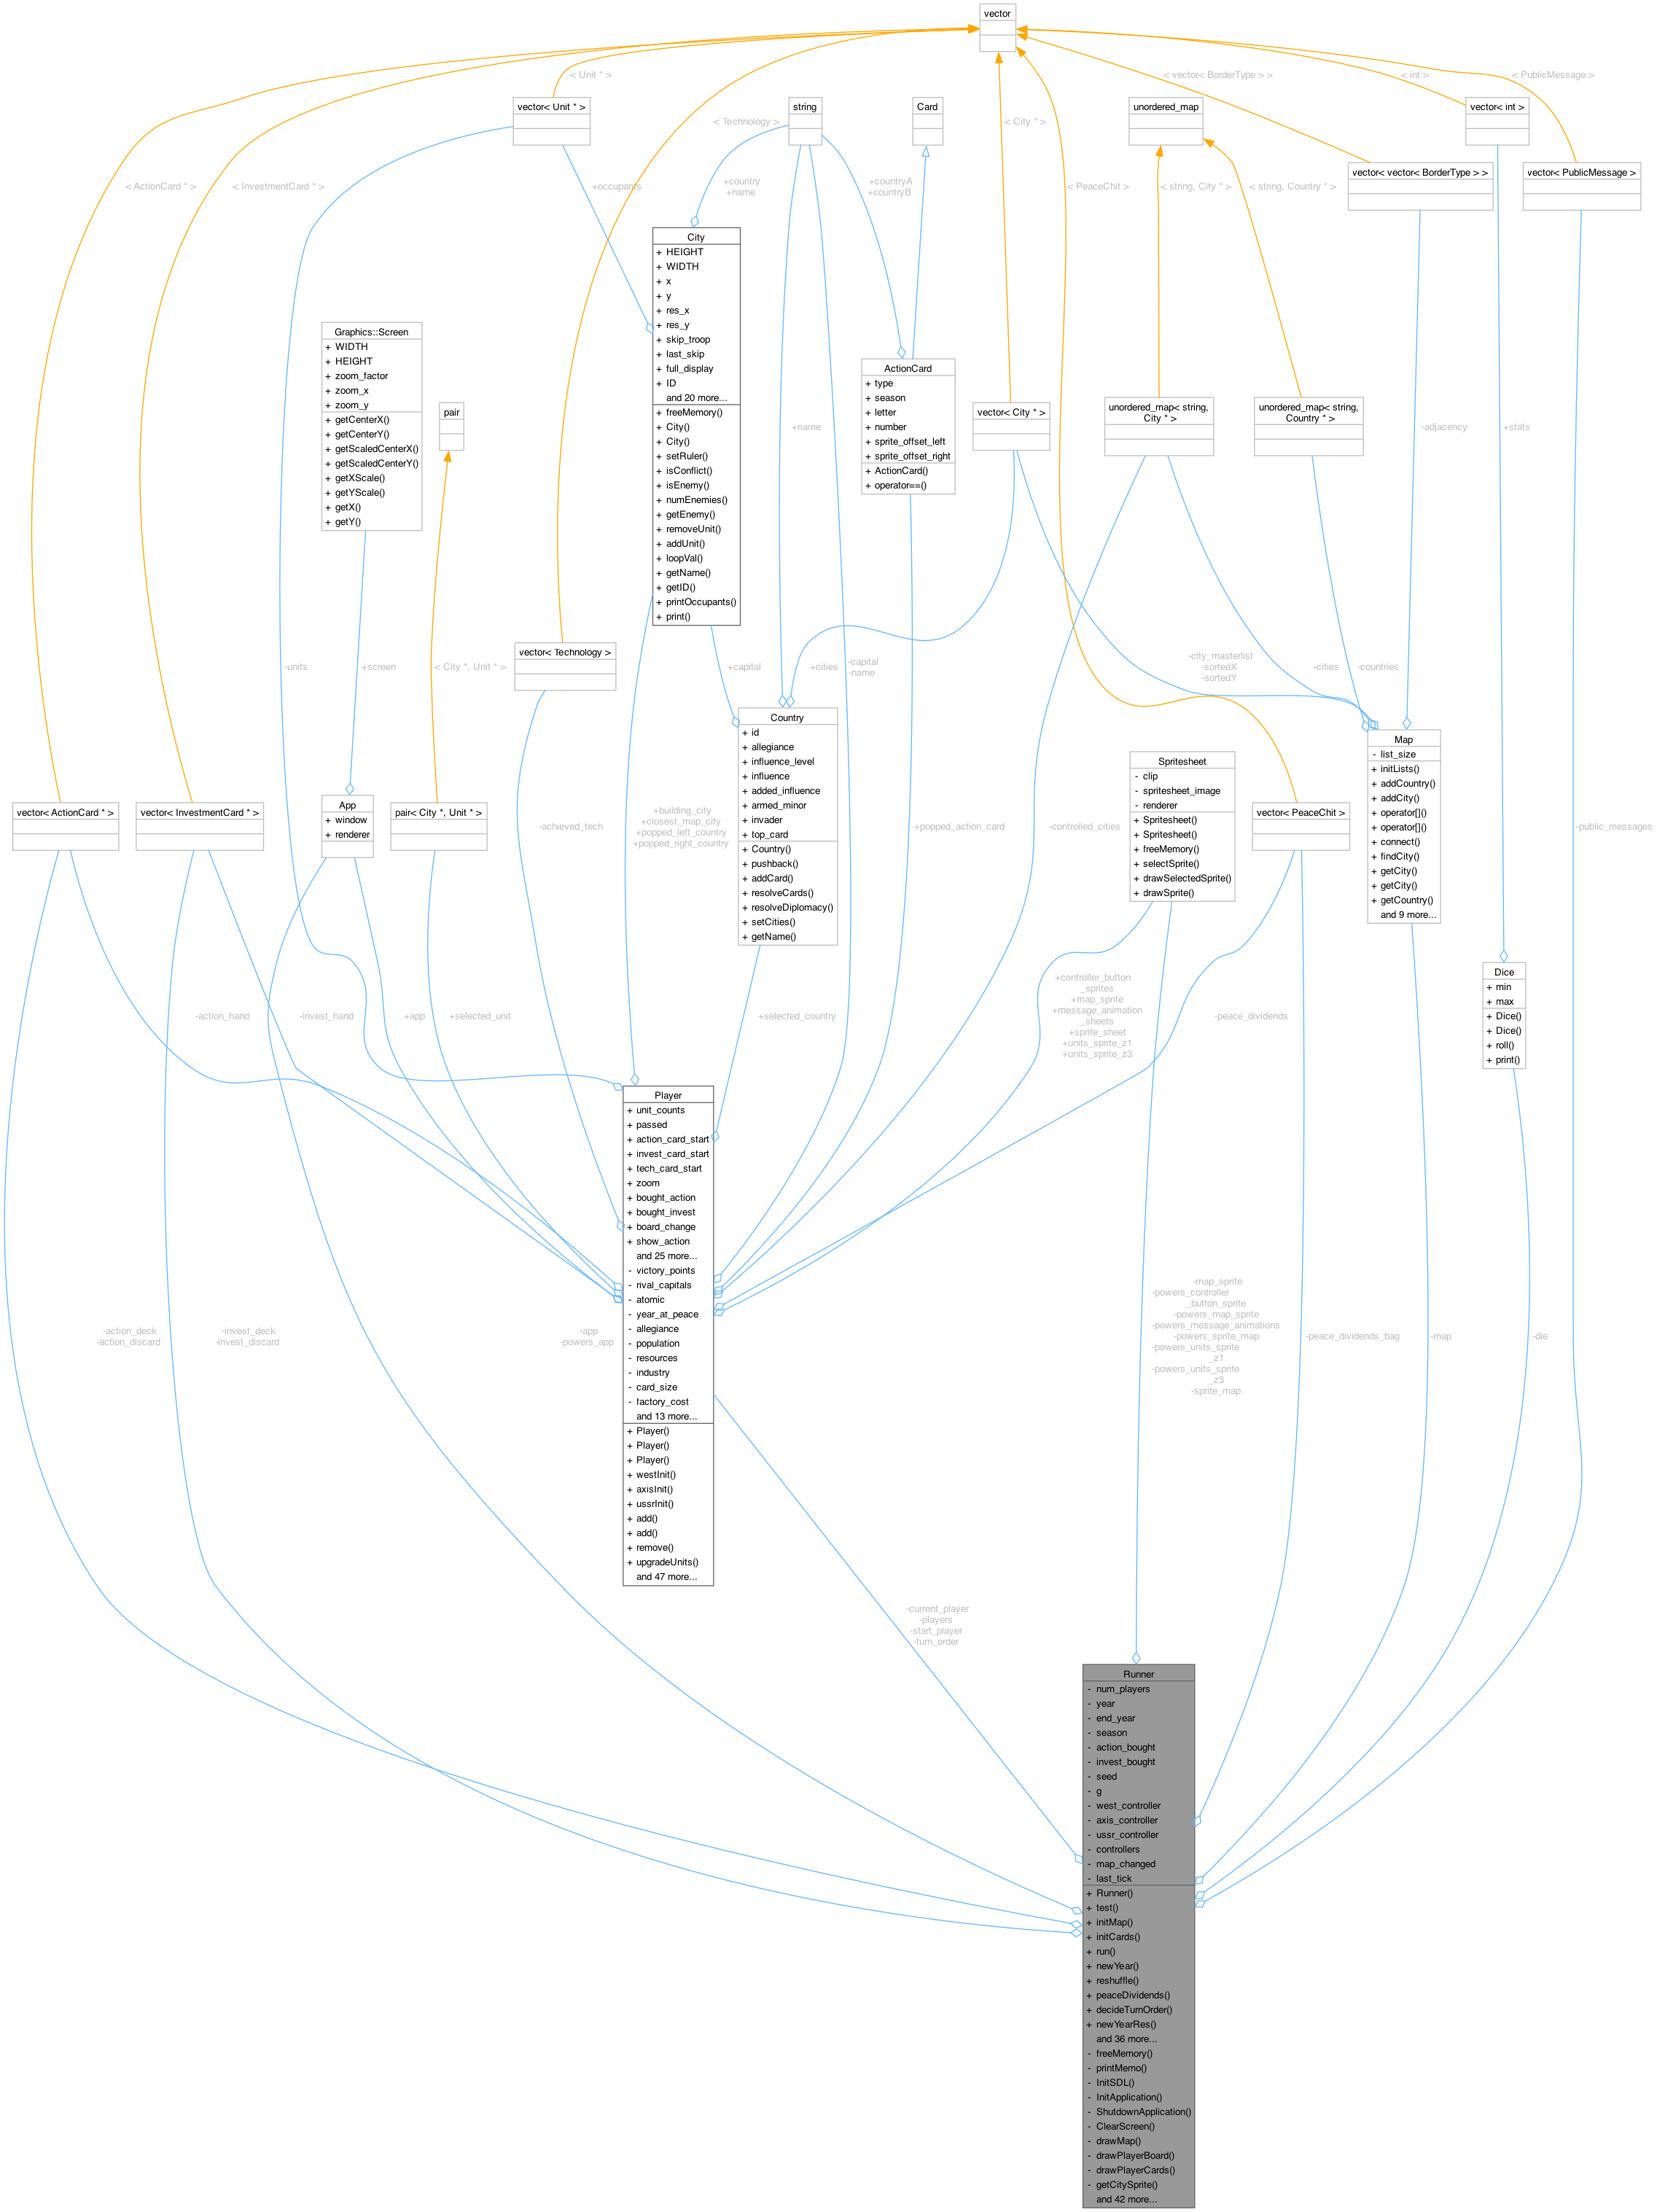 vector
< Unit * >
< vector< BorderType > >
< int >
< PublicMessage >
vector< Unit * >
string
Card
unordered_map
vector< int >
< Technology >
< City * >
vector< vector< BorderType > >
vector< PublicMessage >
< ActionCard * >
< InvestmentCard * >
+occupants
+country
+name
+countryA
+countryB
< PeaceChit >
< string, City * >
< string, Country * >
City
+ HEIGHT
+ WIDTH
+ x
+ y
+ res_x
+ res_y
+ skip_troop
+ last_skip
+ full_display
+ ID
and 20 more...
+ freeMemory()
+ City()
+ City()
+ setRuler()
+ isConflict()
+ isEnemy()
+ numEnemies()
+ getEnemy()
+ removeUnit()
+ addUnit()
+ loopVal()
+ getName()
+ getID()
+ printOccupants()
+ print()
Graphics::Screen
+ WIDTH
+ HEIGHT
+ zoom_factor
+ zoom_x
+ zoom_y
+ getCenterX()
+ getCenterY()
+ getScaledCenterX()
+ getScaledCenterY()
+ getXScale()
+ getYScale()
+ getX()
+ getY()
pair
ActionCard
+ type
+ season
+ letter
+ number
+ sprite_offset_left
+ sprite_offset_right
+ ActionCard()
+ operator==()
+name
vector< City * >
unordered_map< string,
City * >
unordered_map< string,
Country * >
-adjacency
+stats
-units
+screen
< City *, Unit * >
vector< Technology >
+capital
+cities
-capital
-name
-city_masterlist
-sortedX
-sortedY
-cities
-countries
Country
+ id
+ allegiance
+ influence_level
+ influence
+ added_influence
+ armed_minor
+ invader
+ top_card
+ Country()
+ pushback()
+ addCard()
+ resolveCards()
+ resolveDiplomacy()
+ setCities()
+ getName()
Map
- list_size
+ initLists()
+ addCountry()
+ addCity()
+ operator[]()
+ operator[]()
+ connect()
+ findCity()
+ getCity()
+ getCity()
+ getCountry()
and 9 more...
Spritesheet
- clip
- spritesheet_image
- renderer
+ Spritesheet()
+ Spritesheet()
+ freeMemory()
+ selectSprite()
+ drawSelectedSprite()
+ drawSprite()
vector< ActionCard * >
vector< InvestmentCard * >
App
+ window
+ renderer
pair< City *, Unit * >
vector< PeaceChit >
-achieved_tech
+building_city
+closest_map_city
+popped_left_country
+popped_right_country
+popped_action_card
-controlled_cities
-public_messages
Dice
+ min
+ max
+ Dice()
+ Dice()
+ roll()
+ print()
-action_hand
-invest_hand
+app
+selected_unit
+selected_country
+controller_button
_sprites
+map_sprite
+message_animation
_sheets
+sprite_sheet
+units_sprite_z1
+units_sprite_z3
-peace_dividends
Player
+ unit_counts
+ passed
+ action_card_start
+ invest_card_start
+ tech_card_start
+ zoom
+ bought_action
+ bought_invest
+ board_change
+ show_action
and 25 more...
- victory_points
- rival_capitals
- atomic
- year_at_peace
- allegiance
- population
- resources
- industry
- card_size
- factory_cost
and 13 more...
+ Player()
+ Player()
+ Player()
+ westInit()
+ axisInit()
+ ussrInit()
+ add()
+ add()
+ remove()
+ upgradeUnits()
and 47 more...
-action_deck
-action_discard
-invest_deck
-invest_discard
-app
-powers_app
-map_sprite
-powers_controller
_button_sprite
-powers_map_sprite
-powers_message_animations
-powers_sprite_map
-powers_units_sprite
_z1
-powers_units_sprite
_z3
-sprite_map
-peace_dividends_bag
-map
-die
-current_player
-players
-start_player
-turn_order
Runner
- num_players
- year
- end_year
- season
- action_bought
- invest_bought
- seed
- g
- west_controller
- axis_controller
- ussr_controller
- controllers
- map_changed
- last_tick
+ Runner()
+ test()
+ initMap()
+ initCards()
+ run()
+ newYear()
+ reshuffle()
+ peaceDividends()
+ decideTurnOrder()
+ newYearRes()
and 36 more...
- freeMemory()
- printMemo()
- InitSDL()
- InitApplication()
- ShutdownApplication()
- ClearScreen()
- drawMap()
- drawPlayerBoard()
- drawPlayerCards()
- getCitySprite()
and 42 more...